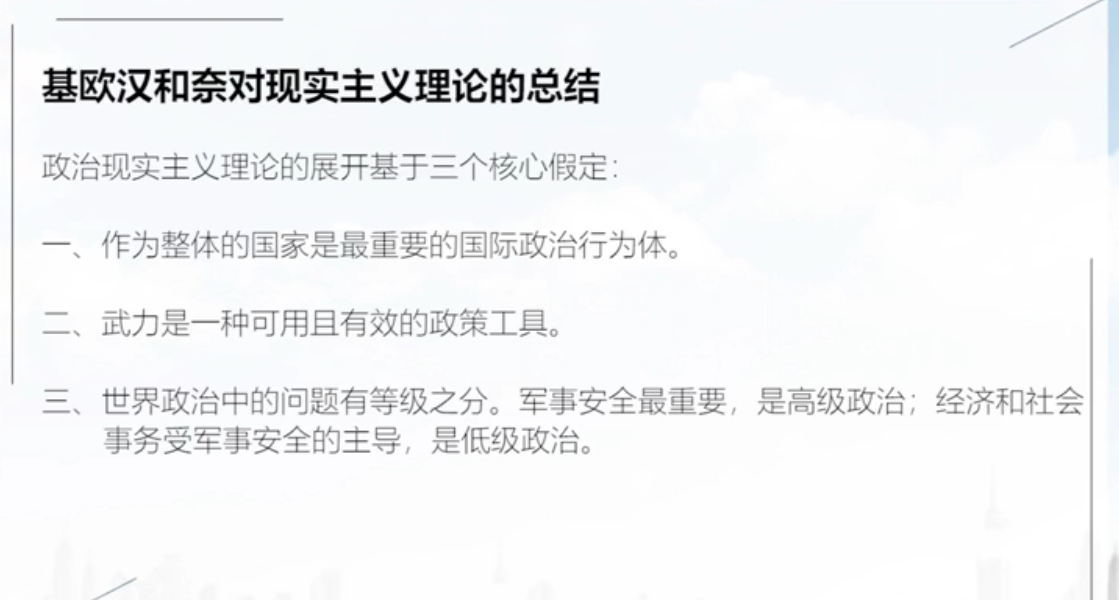 基欧汉和奈对现实主义理论的总结
政治现实主义理论的展开基于三个核心假定：
一、作为整体的国家是最重要的国际政治行为体。
二、武力是一种可用且有效的政策工具。
三、世界政治中的问题有等级之分。军事安全最重要，是高级政治；经济和社会
事务受军事安全的主导，是低级政治。